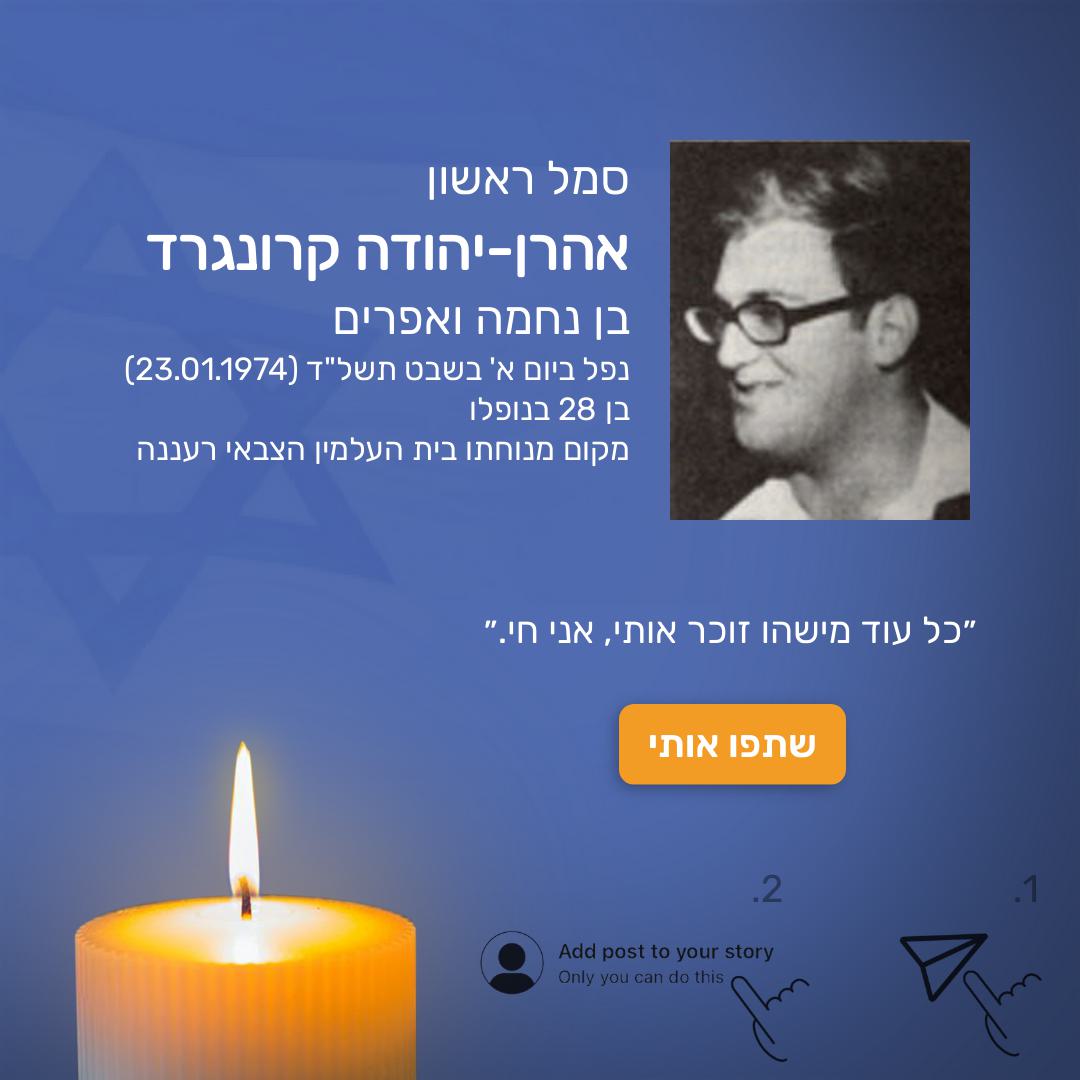 סמל ראשון
אהרן-יהודה קרונגרד
בן נחמה ואפרים
נפל ביום א' בשבט תשל"ד (23.01.1974)
בן 28 בנופלו
מקום מנוחתו בית העלמין הצבאי רעננה
״כל עוד מישהו זוכר אותי, אני חי.״
שתפו אותי
1.
2.
Add post to your story
Only you can do this